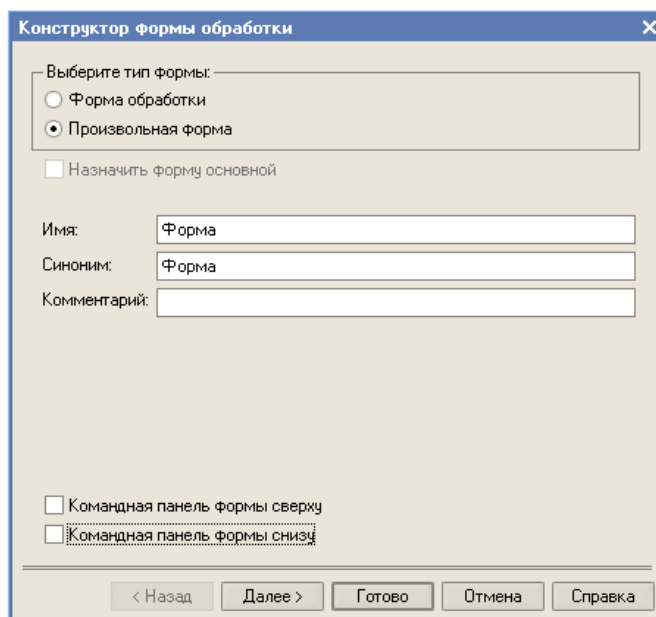 Конструктор формы обработки
Выберите тип формы:
Форма обработки
Произвольная форма
Назначить форму основной
Имя: Форма
Синоним: Форма
Комментарий:
Командная панель формы сверху
Командная панель формы снизу
< Назад Далее > Готово Отмена Справка